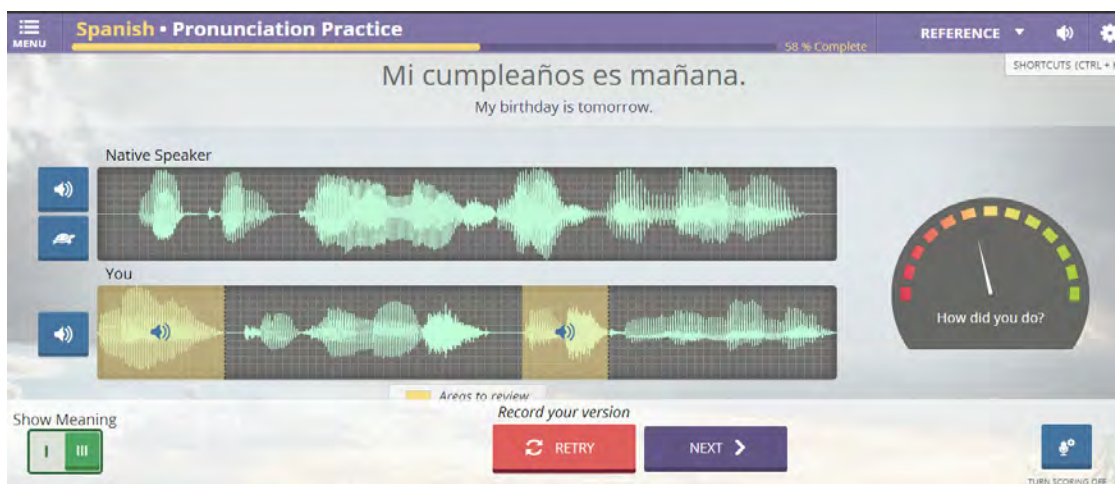 MENU
Spanish • Pronunciation Practice
58 % Complete
REFERENCE
SHORTCUTS (CTRL +
Mi cumpleaños es mañana.
My birthday is tomorrow.
Native Speaker
You
How did you do?
Areas to review
Show Meaning
Record your version
RETRY
NEXT
TURN SCORING OFF